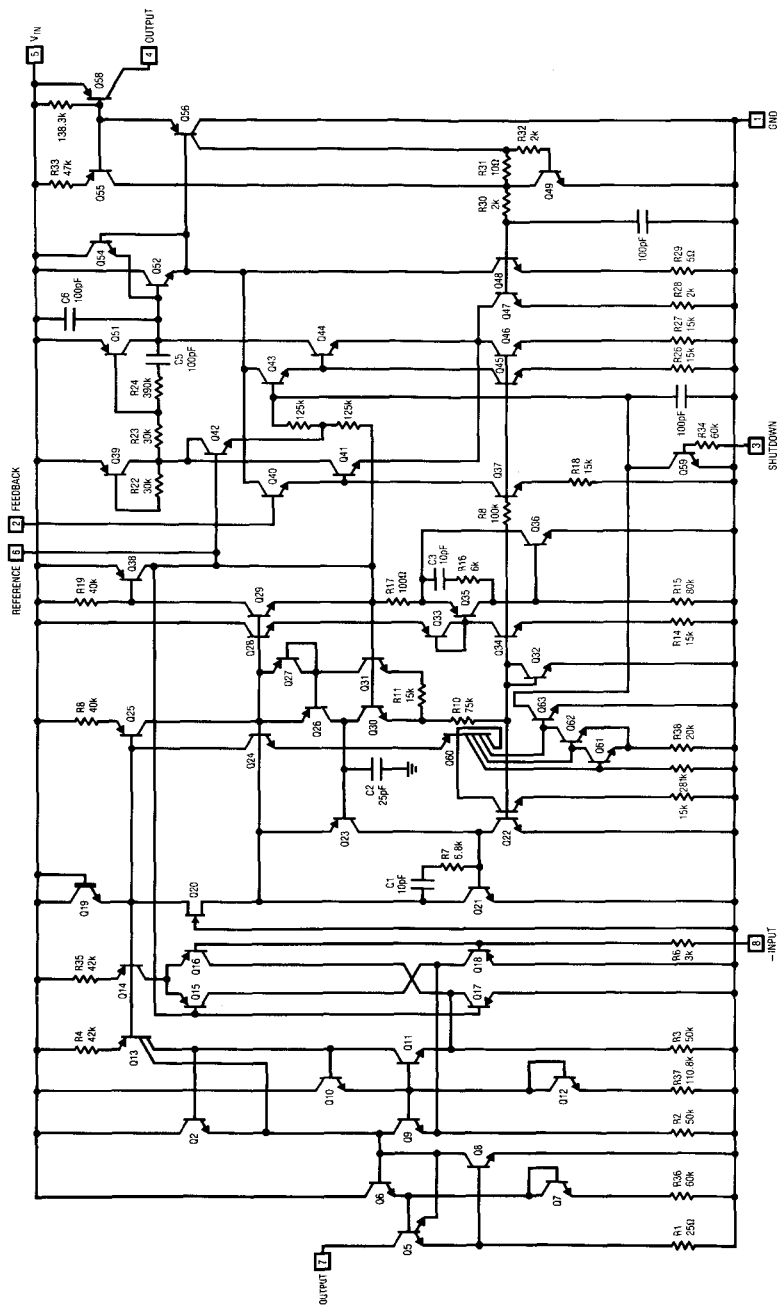 5 VIN
4 OUTPUT
Q58
138.3k
Q56
R33
47k
Q55
R31
10Ω
R32
2k
R30
2k
Q49
1
GND
Q54
Q52
C6
100pF
Q51
C5
100pF
R24
390k
R23
30k
Q39
R22
30k
Q42
Q44
Q43
125k
125k
Q41
Q40
Q48
Q47
Q46
Q45
100pF
R29
5Ω
R28
2k
R27
15k
R26
15k
100pF
R34
60k
Q59
3
SHUTDOWN
2 FEEDBACK
REFERENCE 6
Q38
R19
40k
Q37
R8
100k
R18
15k
Q36
C3
10pF
R16
6k
R17
100Ω
Q35
Q33
Q34
R15
80k
R14
15k
Q29
Q28
Q27
Q26
Q31
Q30
R11
15k
R10
75k
Q32
R8
40k
Q25
Q24
Q60
Q63
Q62
Q61
R38
20k
281k
15k
C2
25pF
Q23
Q22
R7
6.8k
C1
10pF
Q21
Q20
Q19
R35
42k
Q14
Q16
Q15
Q18
Q17
R6
3k
8
–INPUT
R4
42k
Q13
Q11
Q10
Q2
Q9
Q12
R3
50k
R37
110.8k
R2
50k
Q8
Q6
Q5
Q7
R36
60k
R1
25Ω
OUTPUT 7